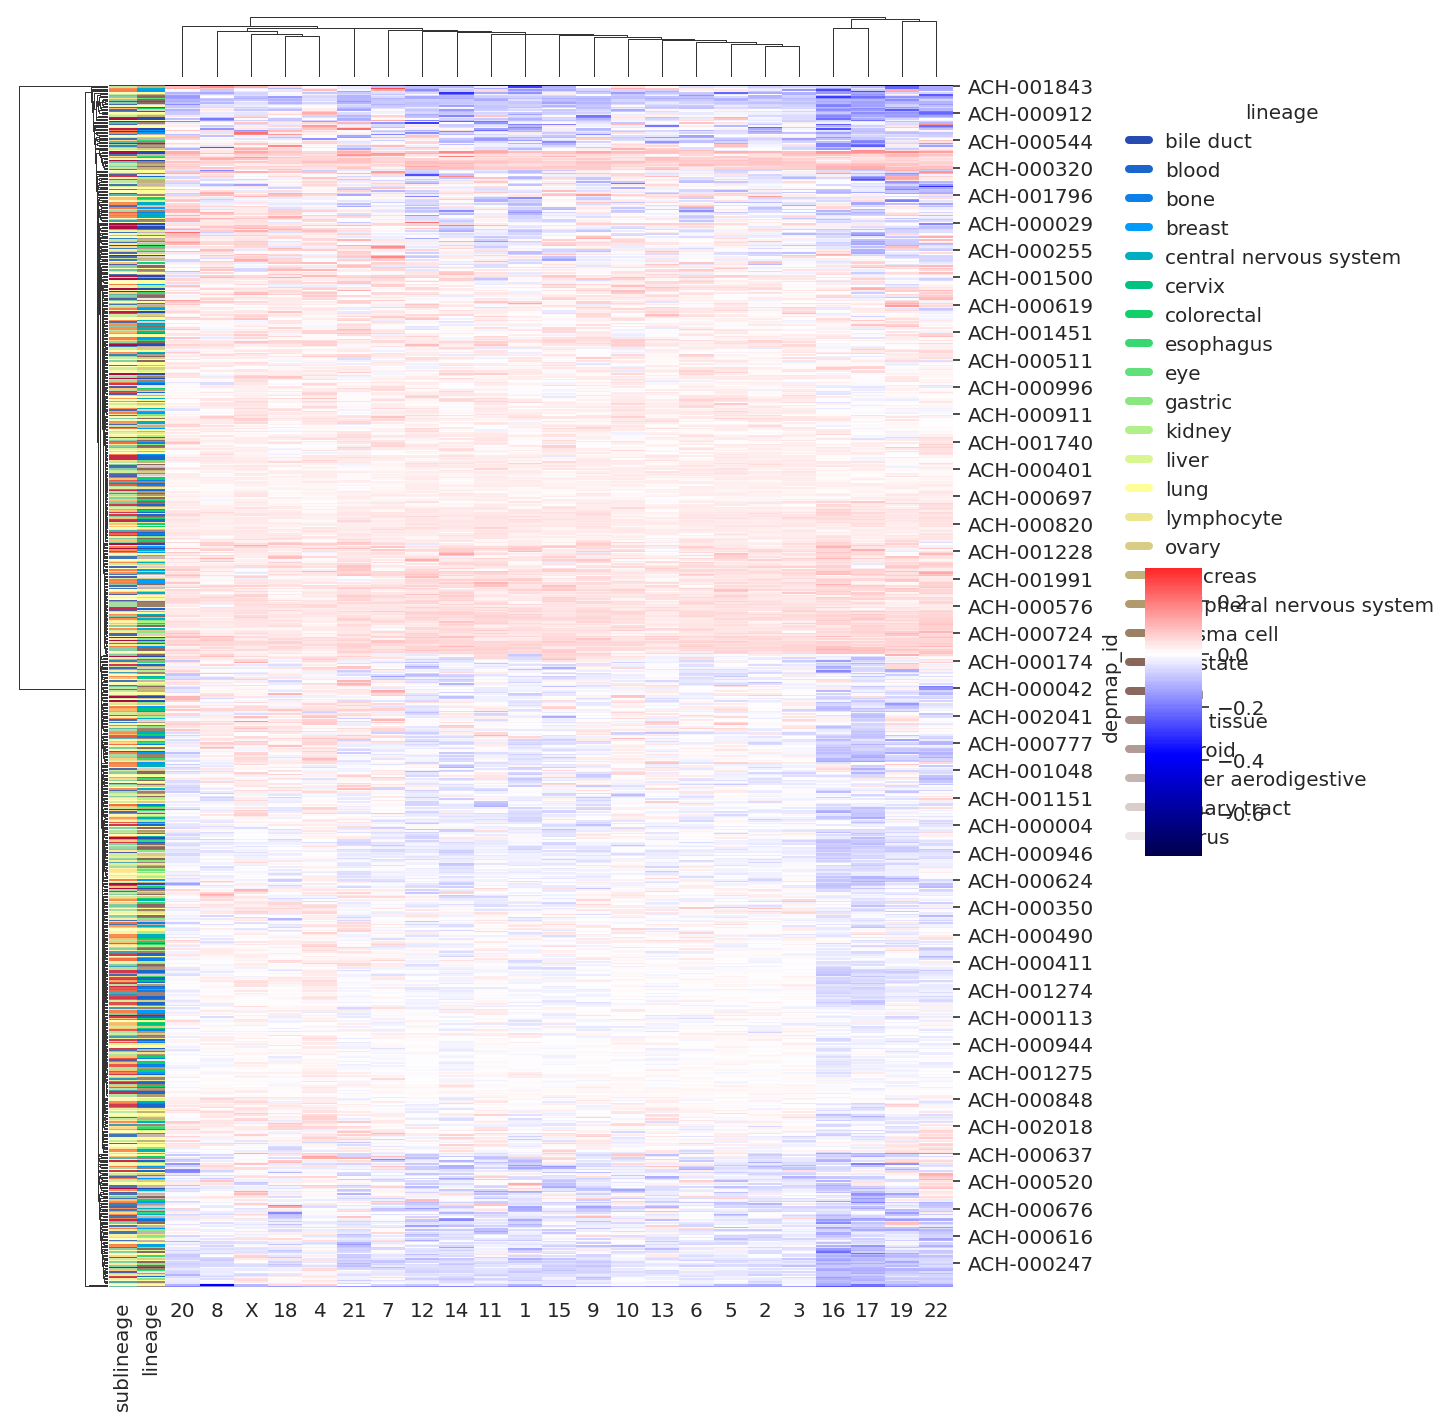 ACH-001843
ACH-000912
ACH-000544
ACH-000320
ACH-001796
ACH-000029
ACH-000255
ACH-001500
ACH-000619
ACH-001451
ACH-000511
ACH-000996
ACH-000911
ACH-001740
ACH-000401
ACH-000697
ACH-000820
ACH-001228
ACH-001991
ACH-000576
ACH-000724
ACH-000174
ACH-000042
ACH-002041
ACH-000777
ACH-001048
ACH-001151
ACH-000004
ACH-000946
ACH-000624
ACH-000350
ACH-000490
ACH-000411
ACH-001274
ACH-000113
ACH-000944
ACH-001275
ACH-000848
ACH-002018
ACH-000637
ACH-000520
ACH-000676
ACH-000616
ACH-000247
depmap_id
lineage
bile duct
blood
bone
breast
central nervous system
cervix
colorectal
esophagus
eye
gastric
kidney
liver
lung
lymphocyte
ovary
nervous system
cell
tissue
aerodigestive
tract
0.2
0.0
−0.2
−0.4
−0.6
sublineage
lineage
20 8 X 18 4 21 7 12 14 11 1 15 9 10 13 6 5 2 3 16 17 19 22